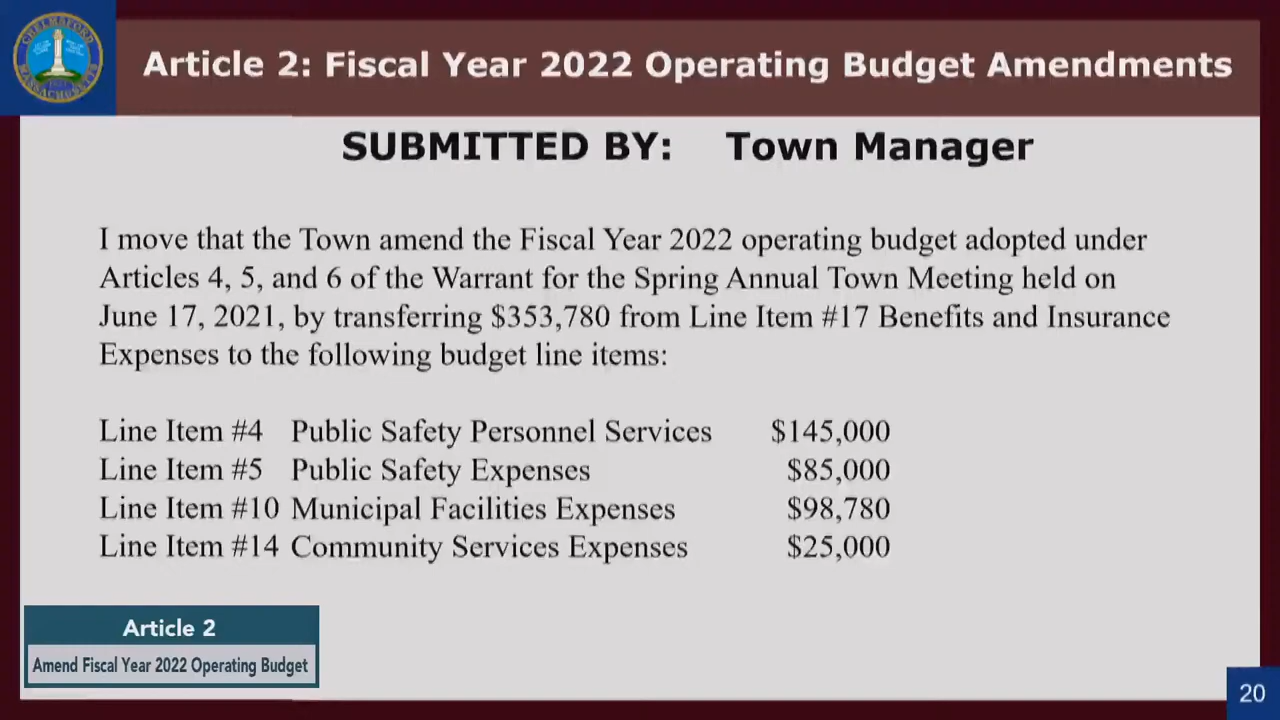 CHELMSFORD
MASSACHUSETTS
Article 2: Fiscal Year 2022 Operating Budget Amendments
SUBMITTED BY: Town Manager
I move that the Town amend the Fiscal Year 2022 operating budget adopted under
Articles 4, 5, and 6 of the Warrant for the Spring Annual Town Meeting held on
June 17, 2021, by transferring $353,780 from Line Item #17 Benefits and Insurance
Expenses to the following budget line items:
Line Item #4 Public Safety Personnel Services $145,000
Line Item #5 Public Safety Expenses $85,000
Line Item #10 Municipal Facilities Expenses $98,780
Line Item #14 Community Services Expenses $25,000
Article 2
Amend Fiscal Year 2022 Operating Budget
20